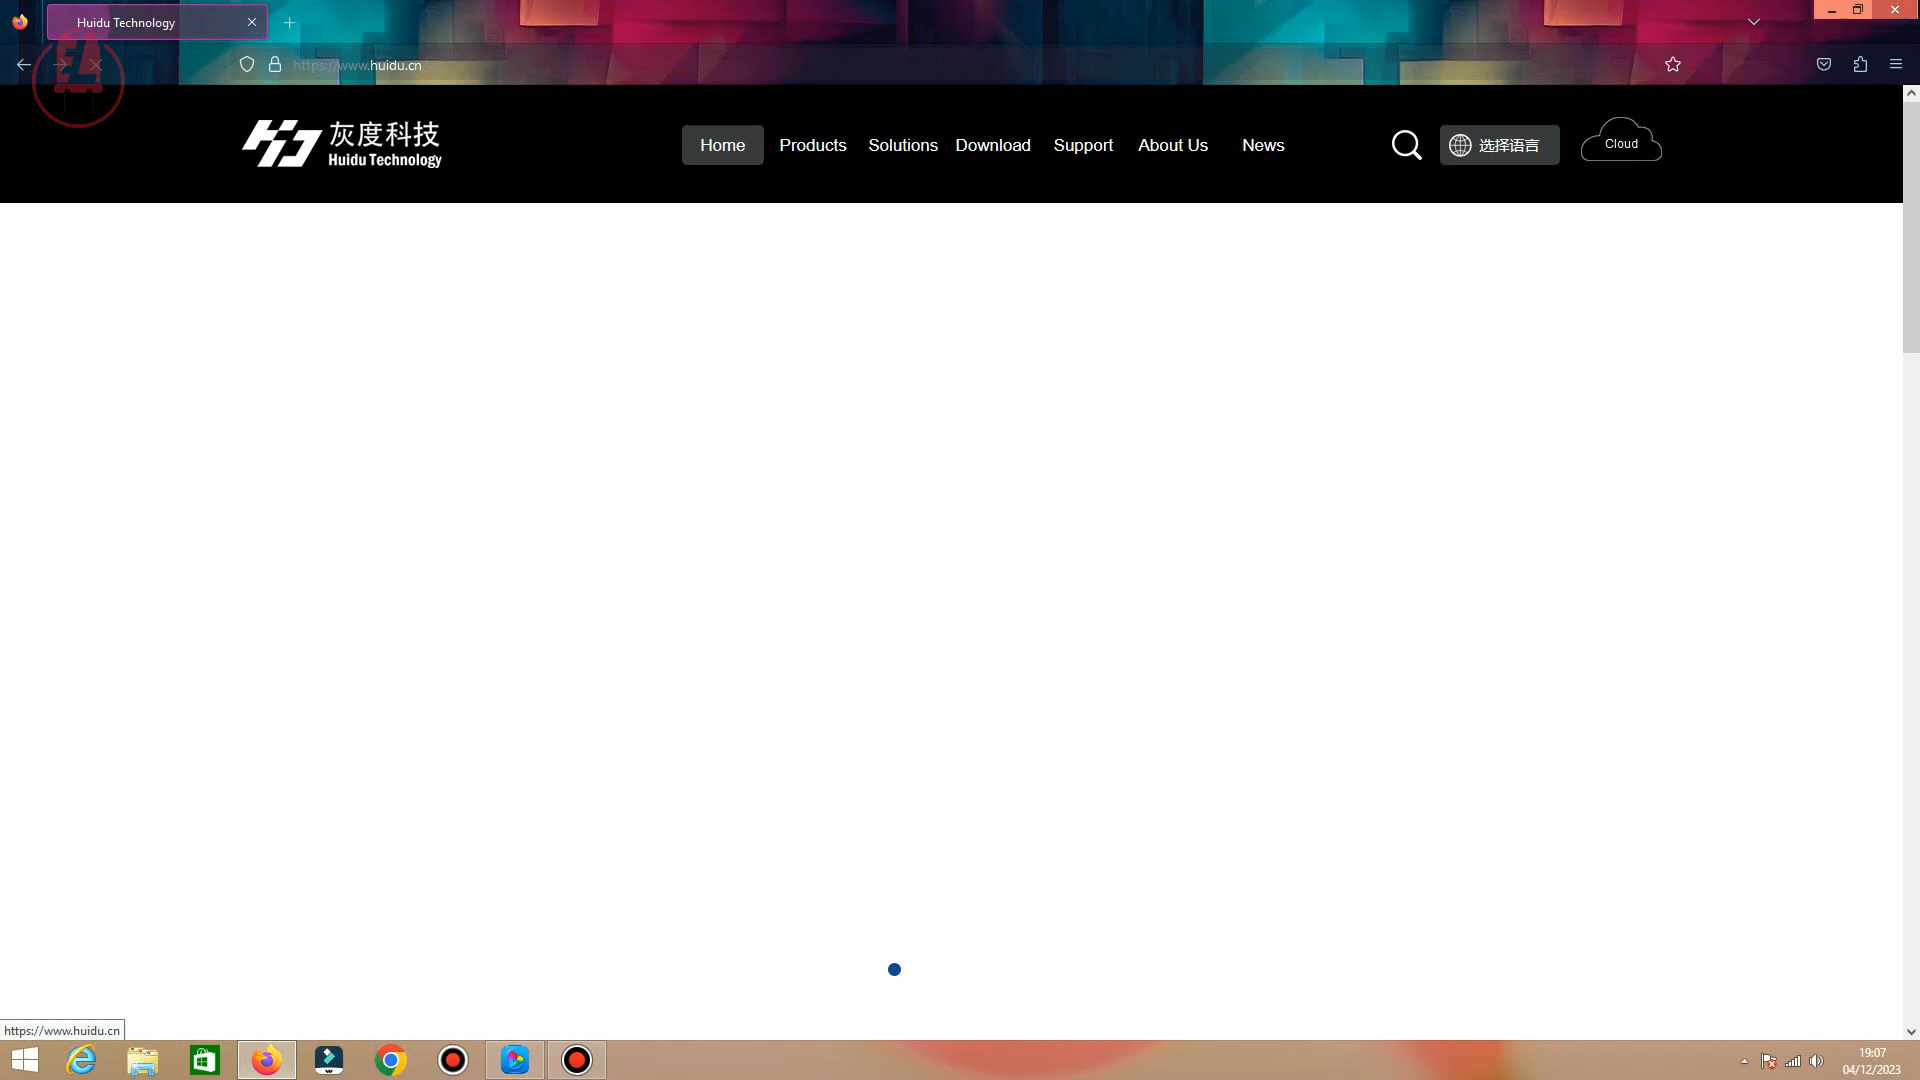 Huidu Technology
https://www.huidu.cn
灰度科技
Huidu Technology
Home
Products
Solutions
Download
Support
About Us
News
选择语言
Cloud
https://www.huidu.cn
19:07
04/12/2023